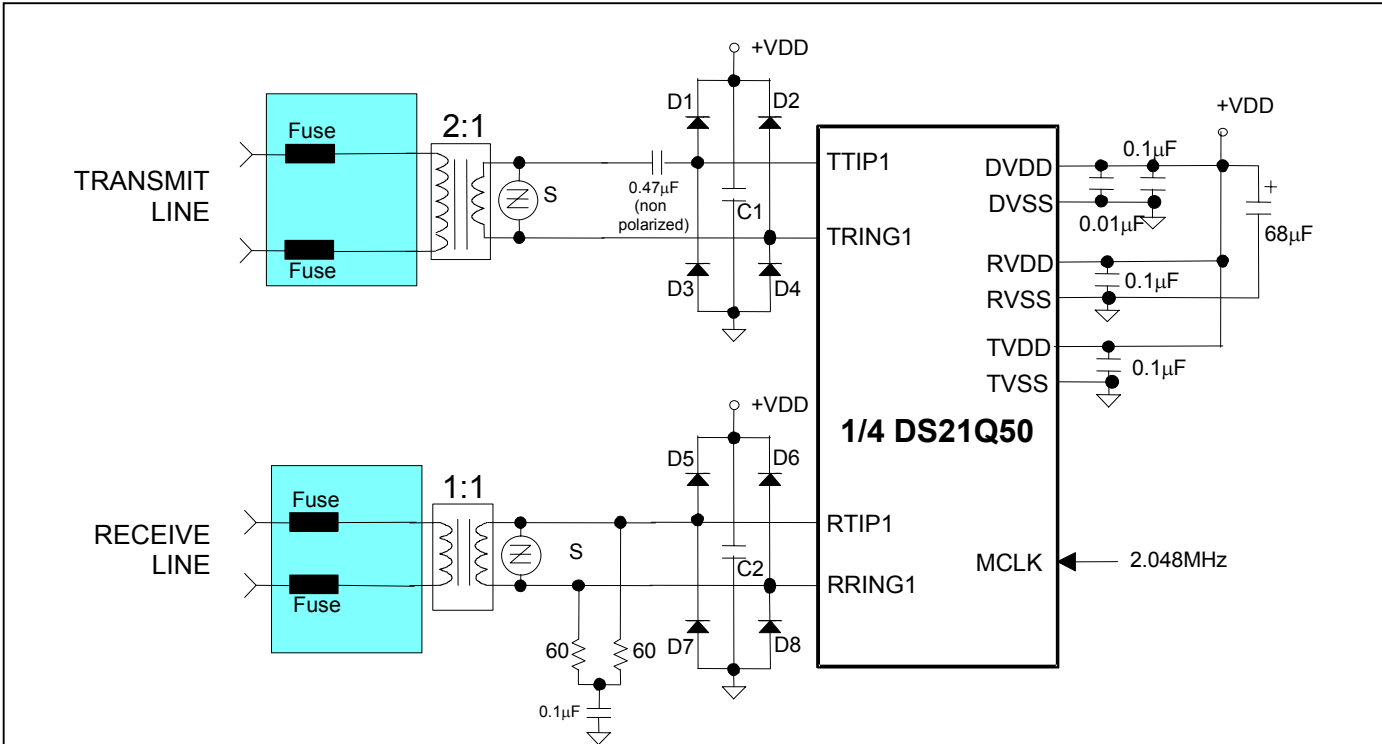 +VDD
D1
D2
2:1
Fuse
TRANSMIT
LINE
S
0.47µF
(non
polarized)
C1
Fuse
D3
D4
TTIP1
TRING1
DVDD
DVSS
RVDD
RVSS
TVDD
TVSS
+VDD
0.1µF
0.01µF
+
68µF
0.1µF
0.1µF
1/4 DS21Q50
+VDD
D5
D6
1:1
Fuse
RECEIVE
LINE
S
C2
Fuse
D7
D8
60
60
0.1µF
RTIP1
RRING1
MCLK
2.048MHz